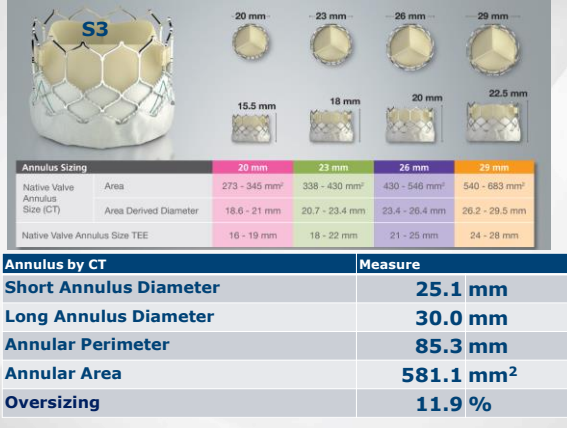 S3
20 mm 23 mm 26 mm 29 mm
15.5 mm 18 mm 20 mm 22.5 mm
Annulus Sizing 20 mm 23 mm 26 mm 29 mm
Native Valve Annulus Size (CT) Area 273 - 345 mm² 338 - 430 mm² 430 - 546 mm² 540 - 683 mm²
Area Derived Diameter 18.6 - 21 mm 20.7 - 23.4 mm 23.4 - 26.4 mm 26.2 - 29.5 mm
Native Valve Annulus Size TEE 16 - 19 mm 18 - 22 mm 21 - 25 mm 24 - 28 mm
Annulus by CT Measure
Short Annulus Diameter 25.1 mm
Long Annulus Diameter 30.0 mm
Annular Perimeter 85.3 mm
Annular Area 581.1 mm²
Oversizing 11.9 %